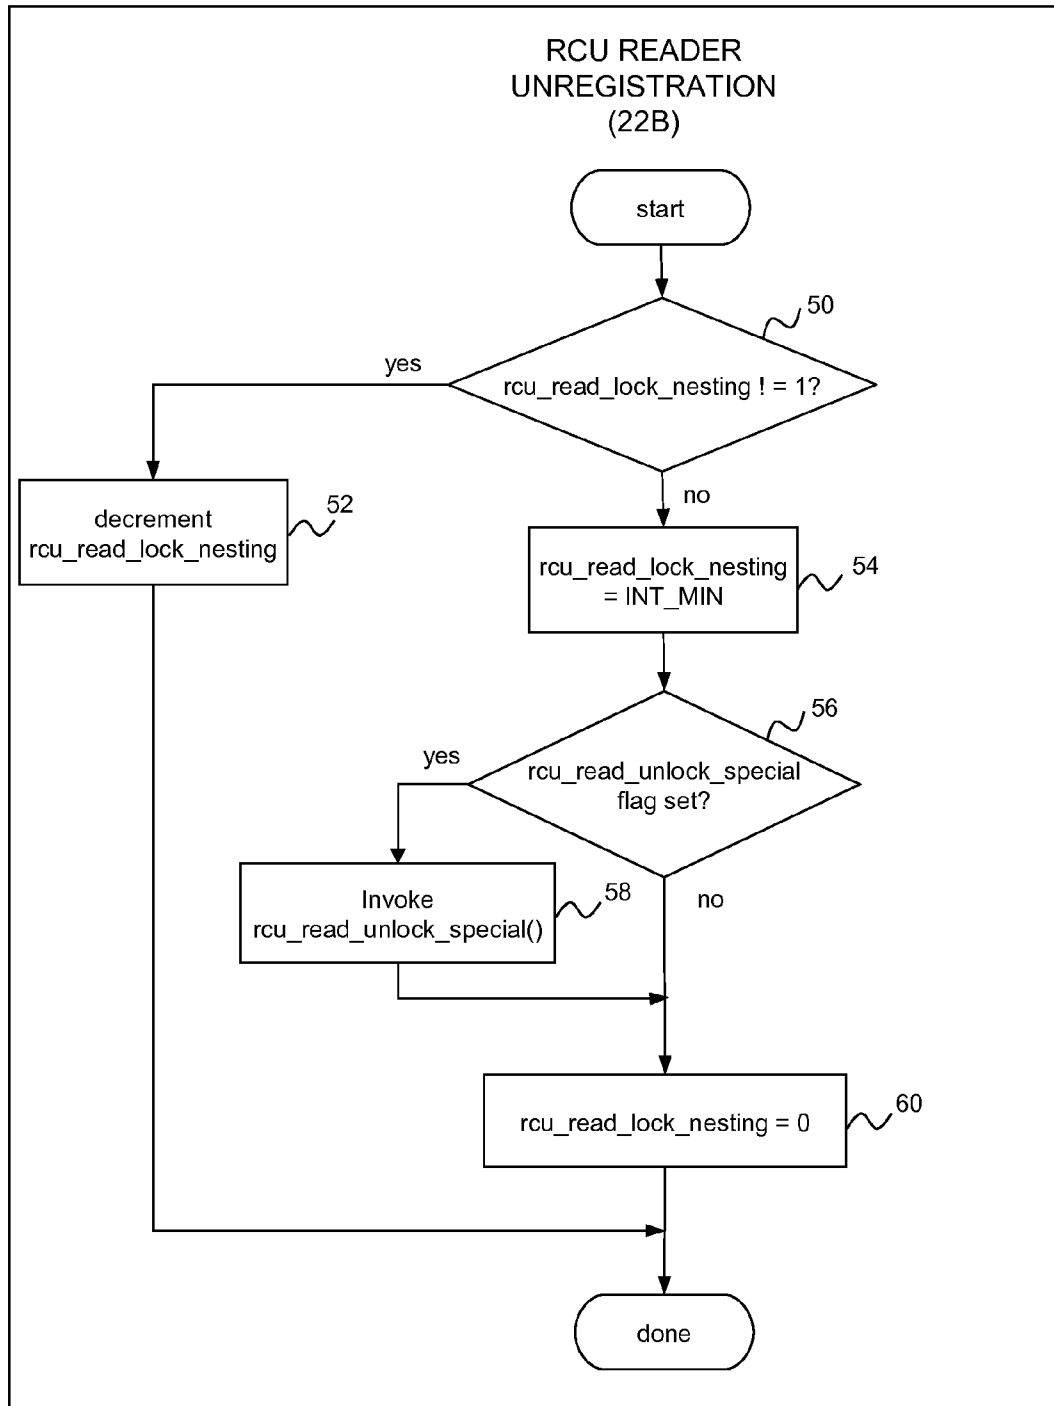 RCU READER
UNREGISTRATION
(22B)
start
50
yes
rcu_read_lock_nesting ! = 1?
no
decrement
rcu_read_lock_nesting
52
rcu_read_lock_nesting
= INT_MIN
54
56
yes
rcu_read_unlock_special
flag set?
no
Invoke
rcu_read_unlock_special()
58
rcu_read_lock_nesting = 0
60
done